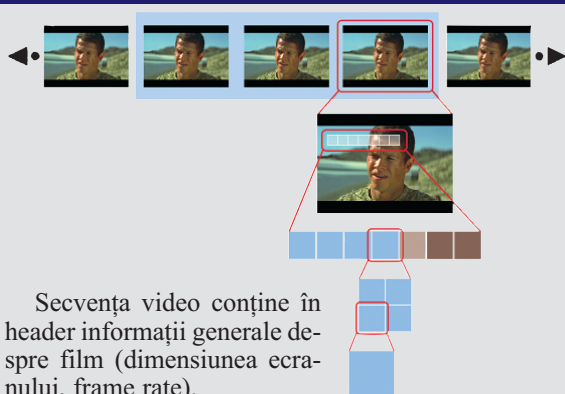 Secvența video conține în
header informații generale de-
spre film (dimensiunea ecra-
nului, frame rate).